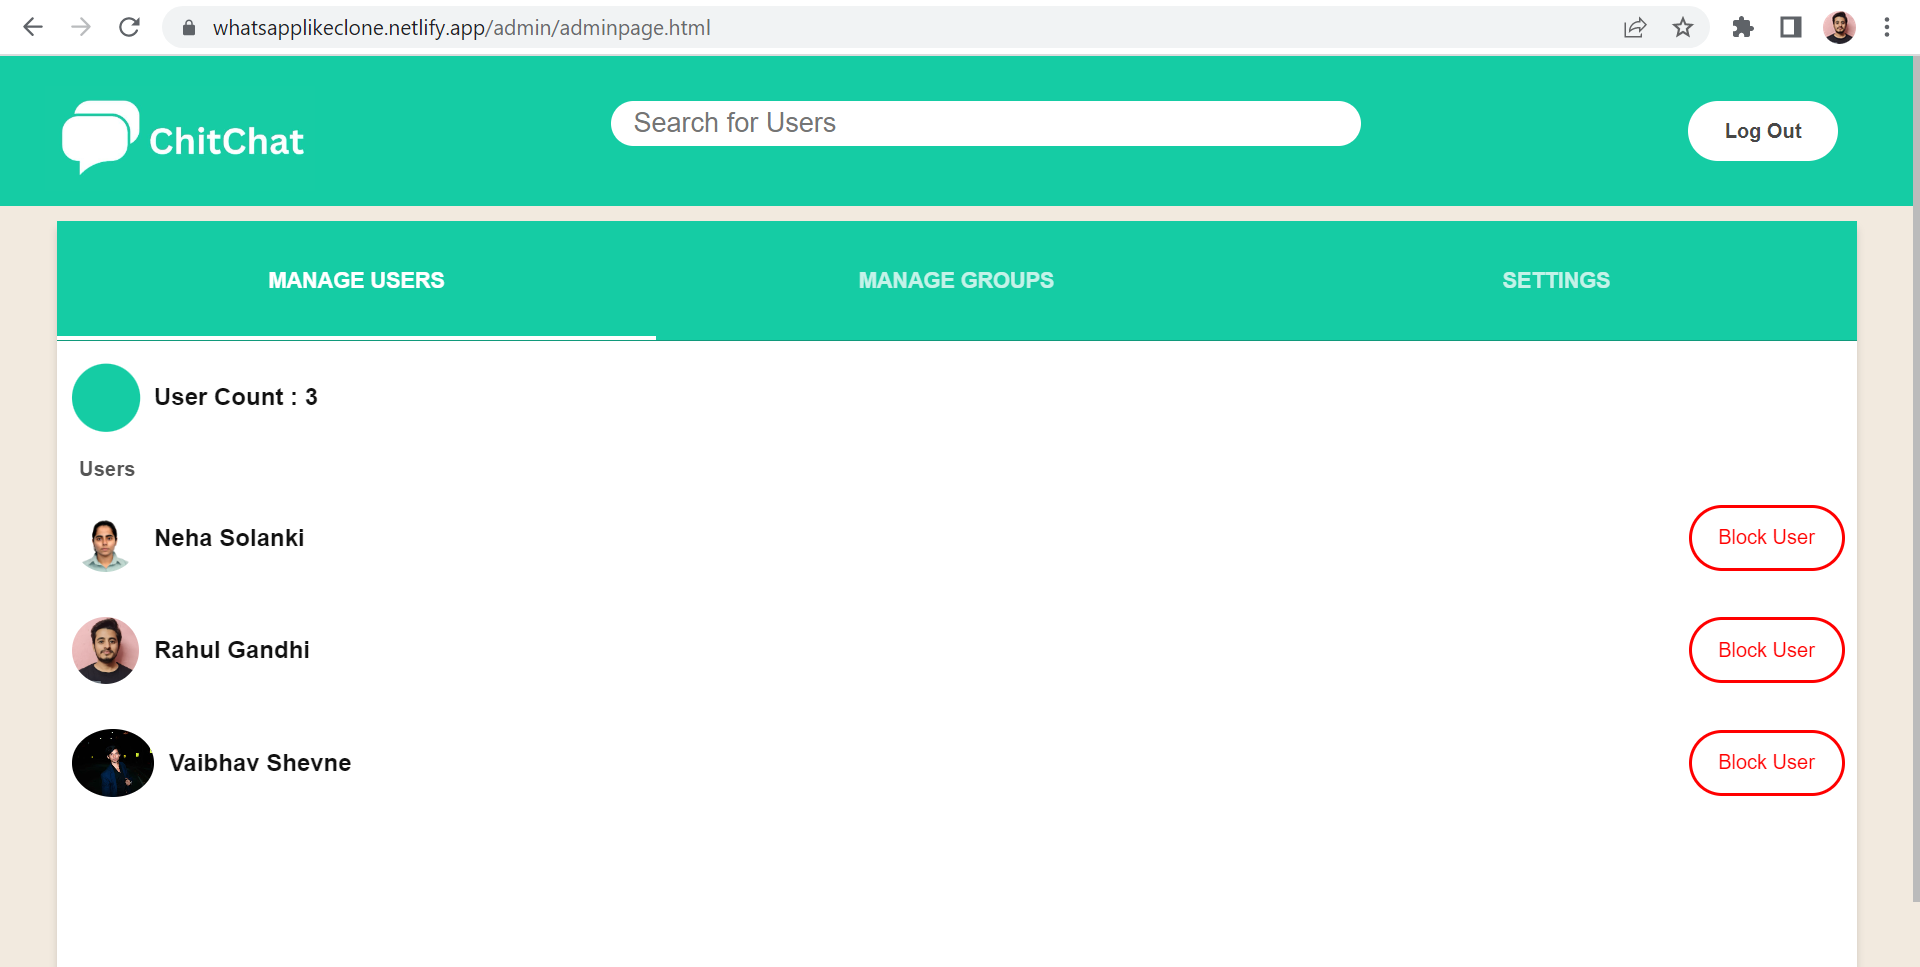 whatsapplikeclone.netlify.app/admin/adminpage.html
ChitChat
Search for Users
Log Out
MANAGE USERS
MANAGE GROUPS
SETTINGS
User Count : 3
Users
Neha Solanki
Block User
Rahul Gandhi
Block User
Vaibhav Shevne
Block User